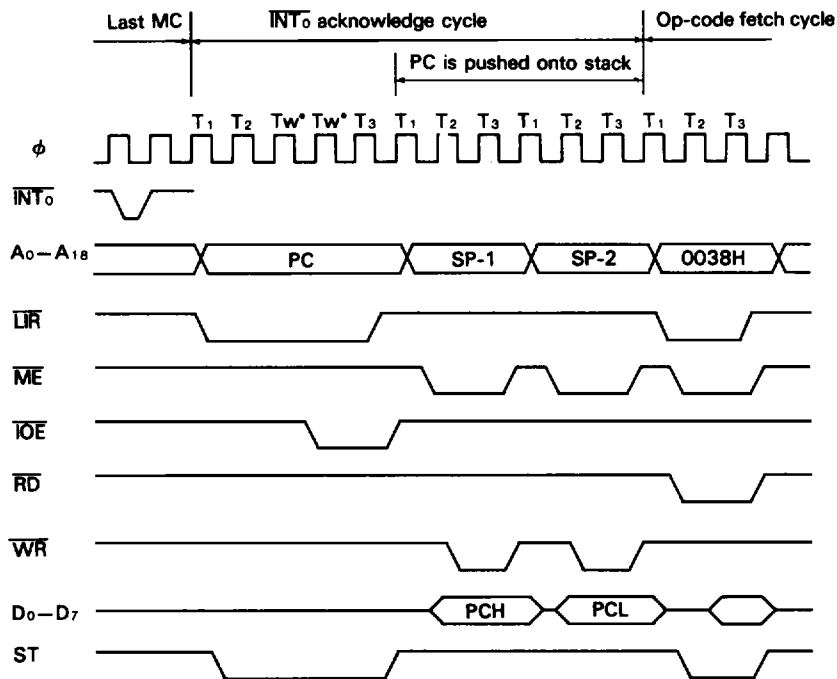 Last MC
INT₀ acknowledge cycle
Op-code fetch cycle
PC is pushed onto stack
T₁ T₂ Tw* Tw* T₃ T₁ T₂ T₃ T₁ T₂ T₃ T₁ T₂ T₃
ϕ
INT₀
A₀–A₁₈ PC SP-1 SP-2 0038H
LIR
ME
IOE
RD
WR
D₀–D₇ PCH PCL
ST